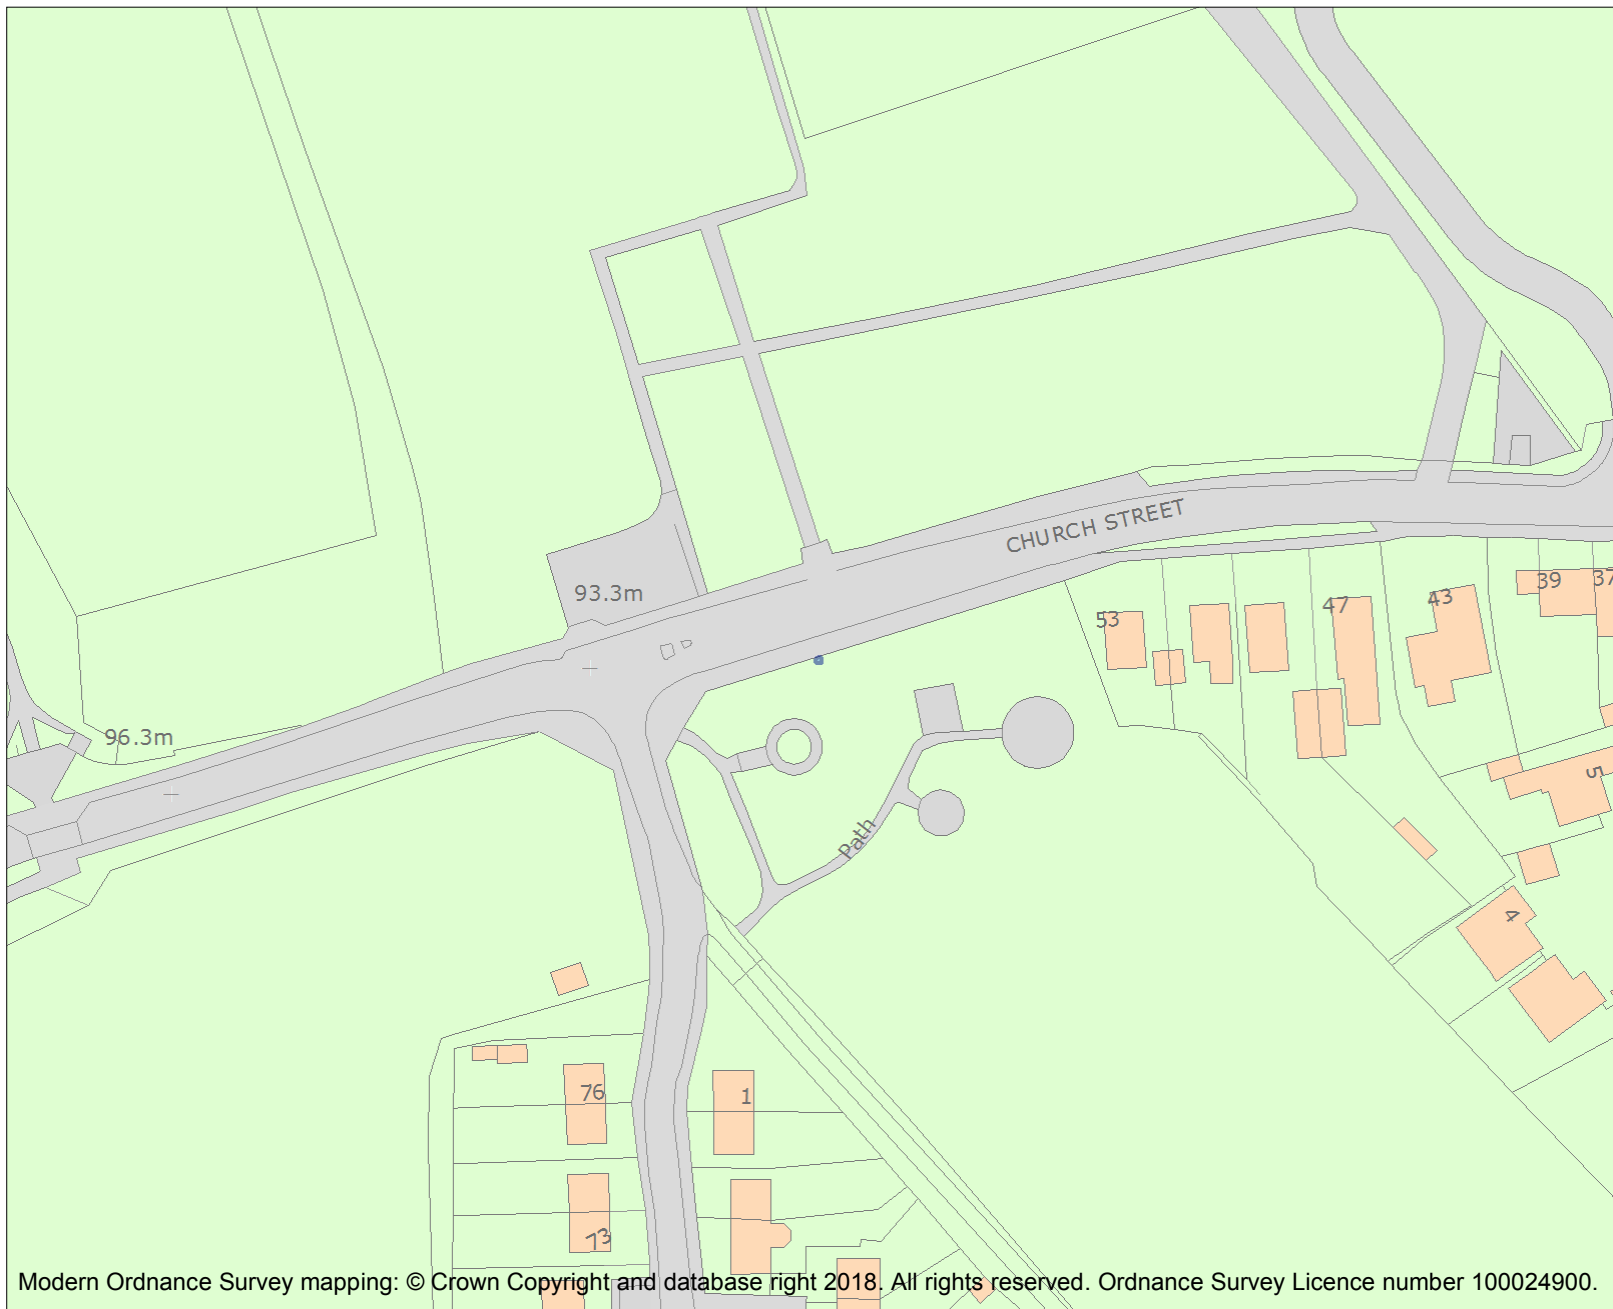 CHURCH STREET
93.3m
39
37
47
43
53
96.3m
5
Path
4
76
1
73
Modern Ordnance Survey mapping: © Crown Copyright and database right 2018. All rights reserved. Ordnance Survey Licence number 100024900.